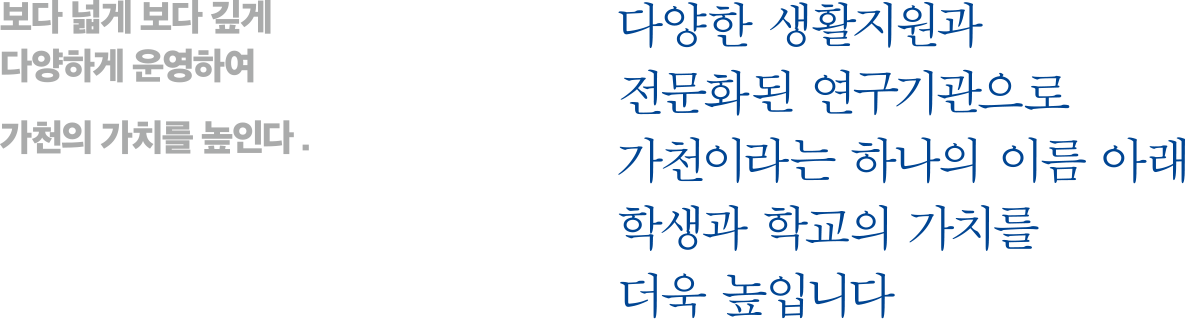 보다 넓게 보다 깊게
다양하게 운영하여
가천의 가치를 높인다 .
다양한 생활지원과
전문화된 연구기관으로
가천이라는 하나의 이름 아래
학생과 학교의 가치를
더욱 높입니다